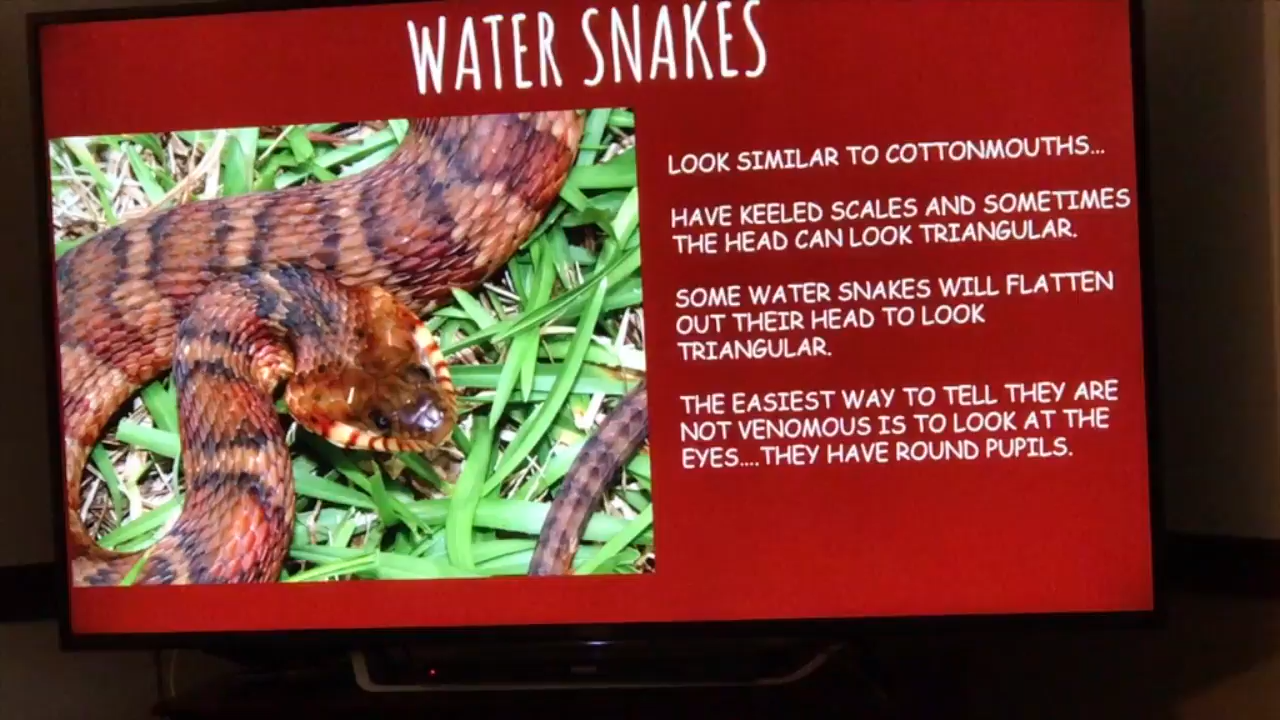 WATER SNAKES
LOOK SIMILAR TO COTTONMOUTHS...
HAVE KEELED SCALES AND SOMETIMES
THE HEAD CAN LOOK TRIANGULAR.
SOME WATER SNAKES WILL FLATTEN
OUT THEIR HEAD TO LOOK
TRIANGULAR.
THE EASIEST WAY TO TELL THEY ARE
NOT VENOMOUS IS TO LOOK AT THE
EYES....THEY HAVE ROUND PUPILS.